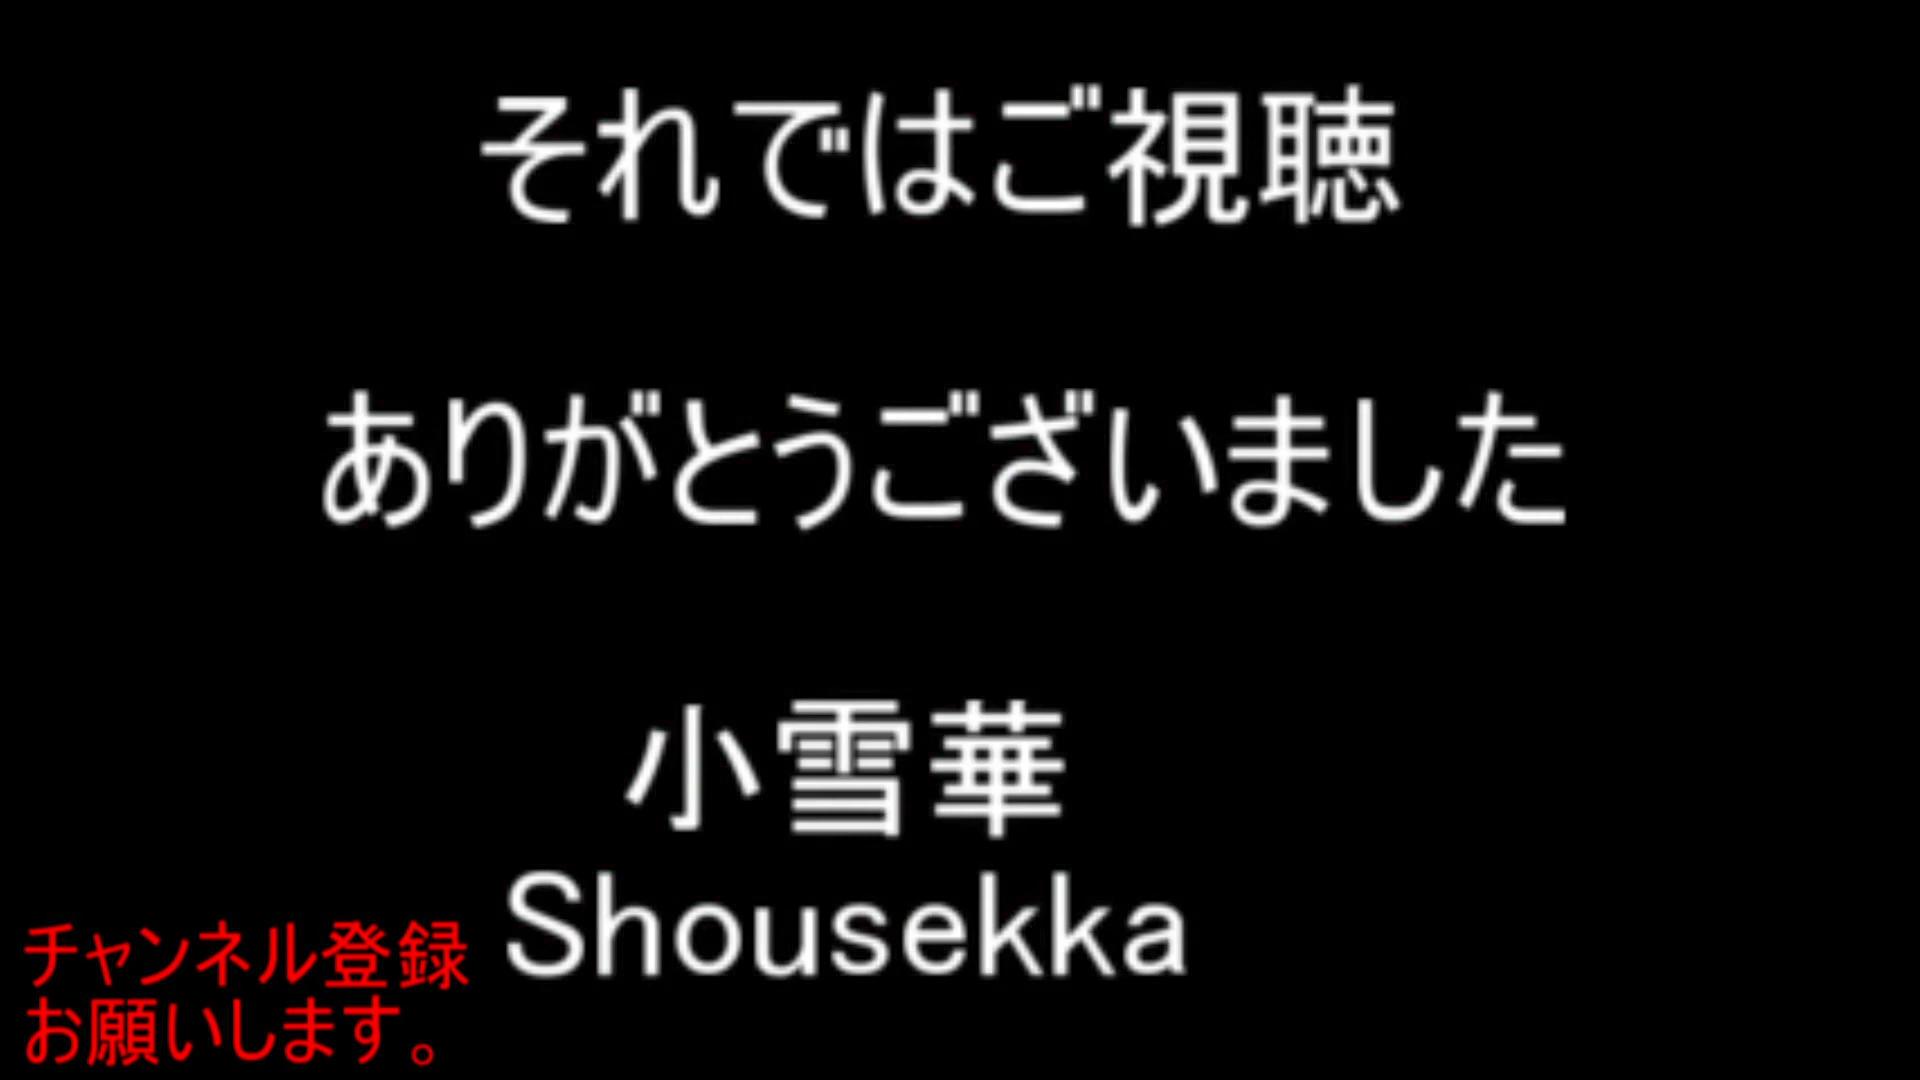 それではご視聴
ありがとうございました
小雪華
Shousekka
チャンネル登録
お願いします。